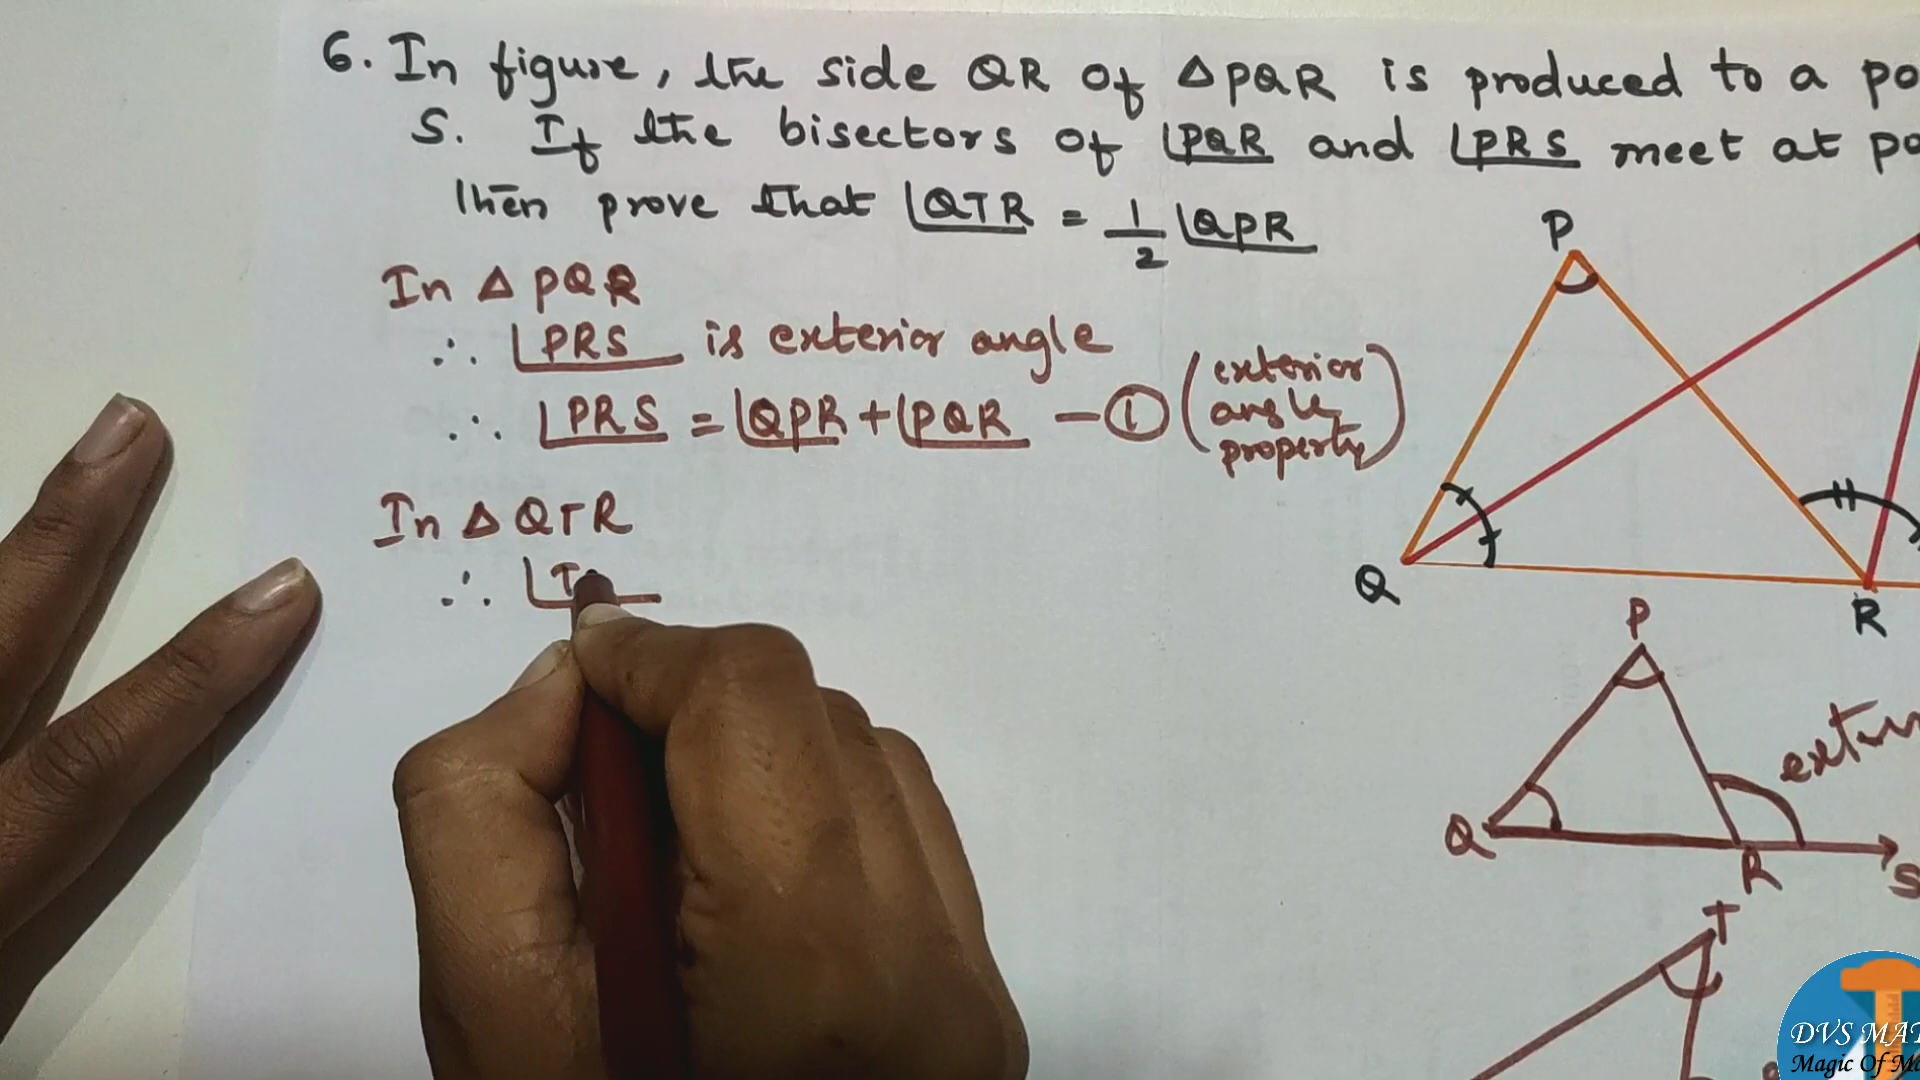 6. In figure, the side QR of ΔPQR is produced to a po
S. If the bisectors of ∠PQR and ∠PRS meet at po
Then prove that ∠QTR = 1/2 ∠QPR
In ΔPQR
∴ ∠PRS is exterior angle
∴ ∠PRS = ∠QPR + ∠PQR — ① (exterior angle property)
In ΔQTR
∴ ∠T
P
Q
R
P
Q
R
S
T
DVS MAT
Magic Of Ma